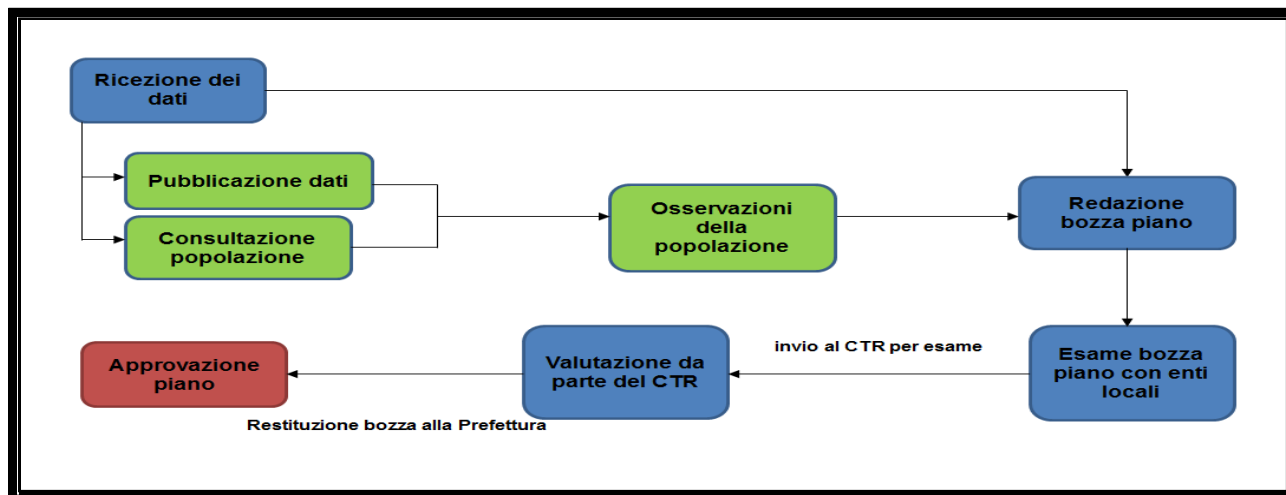 Ricezione dei
dati
Pubblicazione dati
Consultazione
popolazione
Osservazioni
della
popolazione
Redazione
bozza piano
Esame bozza
piano con enti
locali
invio al CTR per esame
Valutazione da
parte del CTR
Restituzione bozza alla Prefettura
Approvazione
piano